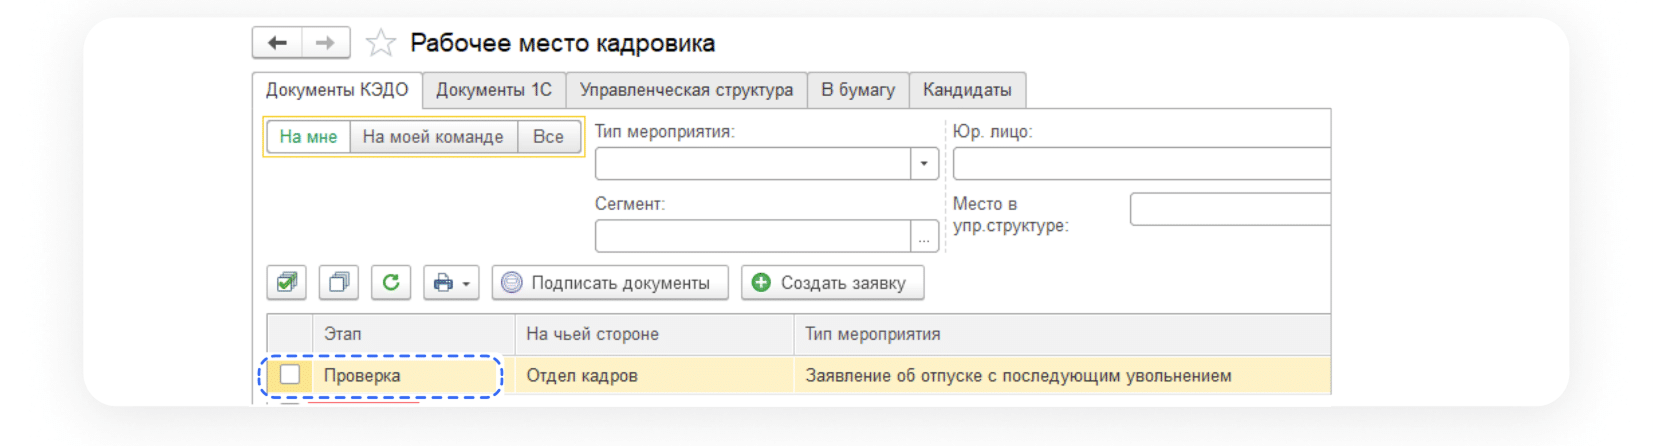 Рабочее место кадровика
Документы КЭДО Документы 1С Управленческая структура В бумагу Кандидаты
На мне На моей команде Все Тип мероприятия: Юр. лицо:
Сегмент: Место в
упр.структуре:
...
Подписать документы Создать заявку
Этап На чьей стороне Тип мероприятия
Проверка Отдел кадров Заявление об отпуске с последующим увольнением